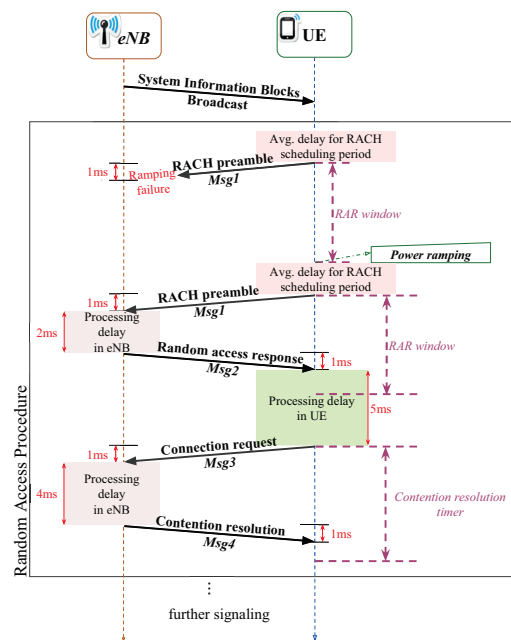 eNB
UE
System Information Blocks
Broadcast
Avg. delay for RACH
scheduling period
RACH preamble
Msg1
1ms
Ramping
failure
RAR window
Power ramping
Avg. delay for RACH
scheduling period
RACH preamble
Msg1
1ms
2ms
Processing
delay
in eNB
Random access response
Msg2
1ms
RAR window
Processing delay
in UE
5ms
Connection request
Msg3
1ms
4ms
Processing
delay
in eNB
Contention resolution
timer
Contention resolution
Msg4
1ms
Random Access Procedure
...
further signaling